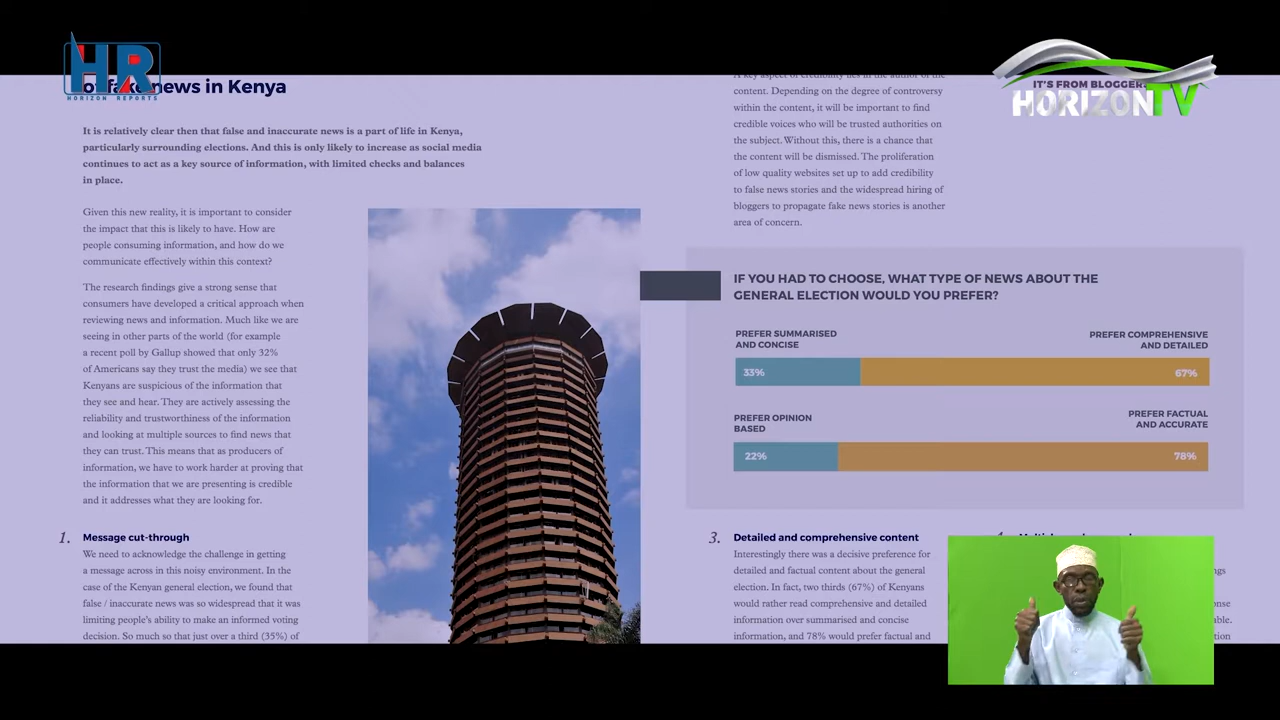 HR
HORIZON REPORTS
of fake news in Kenya
It is relatively clear then that false and inaccurate news is a part of life in Kenya,
particularly surrounding elections. And this is only likely to increase as social media
continues to act as a key source of information, with limited checks and balances
in place.
Given this new reality, it is important to consider
the impact that this is likely to have. How are
people consuming information, and how do we
communicate effectively within this context?
The research findings give a strong sense that
consumers have developed a critical approach when
reviewing news and information. Much like we are
seeing in other parts of the world (for example
a recent poll by Gallup showed that only 32%
of Americans say they trust the media) we see that
Kenyans are suspicious of the information that
they see and hear. They are actively assessing the
reliability and trustworthiness of the information
and looking at multiple sources to find news that
they can trust. This means that as producers of
information, we have to work harder at proving that
the information that we are presenting is credible
and it addresses what they are looking for.
1. Message cut-through
We need to acknowledge the challenge in getting
a message across in this noisy environment. In the
case of the Kenyan general election, we found that
false / inaccurate news was so widespread that it was
limiting people's ability to make an informed voting
decision. So much so that just over a third (35%) of
A key aspect of credibility lies in the author of the
content. Depending on the degree of controversy
within the content, it will be important to find
credible voices who will be trusted authorities on
the subject. Without this, there is a chance that
the content will be dismissed. The proliferation
of low quality websites set up to add credibility
to false news stories and the widespread hiring of
bloggers to propagate fake news stories is another
area of concern.
IT'S FROM BLOGGER
HORIZON TV
IF YOU HAD TO CHOOSE, WHAT TYPE OF NEWS ABOUT THE
GENERAL ELECTION WOULD YOU PREFER?
PREFER SUMMARISED
AND CONCISE
PREFER COMPREHENSIVE
AND DETAILED
33%
67%
PREFER OPINION
BASED
PREFER FACTUAL
AND ACCURATE
22%
78%
3. Detailed and comprehensive content
Interestingly there was a decisive preference for
detailed and factual content about the general
election. In fact, two thirds (67%) of Kenyans
would rather read comprehensive and detailed
information over summarised and concise
information, and 78% would prefer factual and